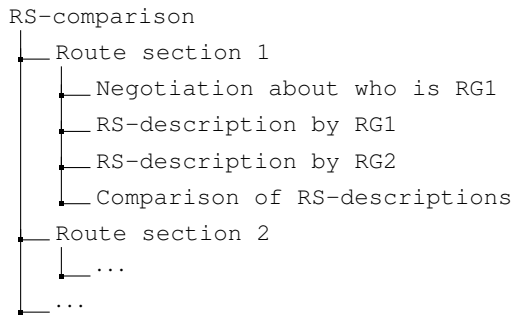 RS-comparison
Route section 1
Negotiation about who is RG1
RS-description by RG1
RS-description by RG2
Comparison of RS-descriptions
Route section 2
...
...